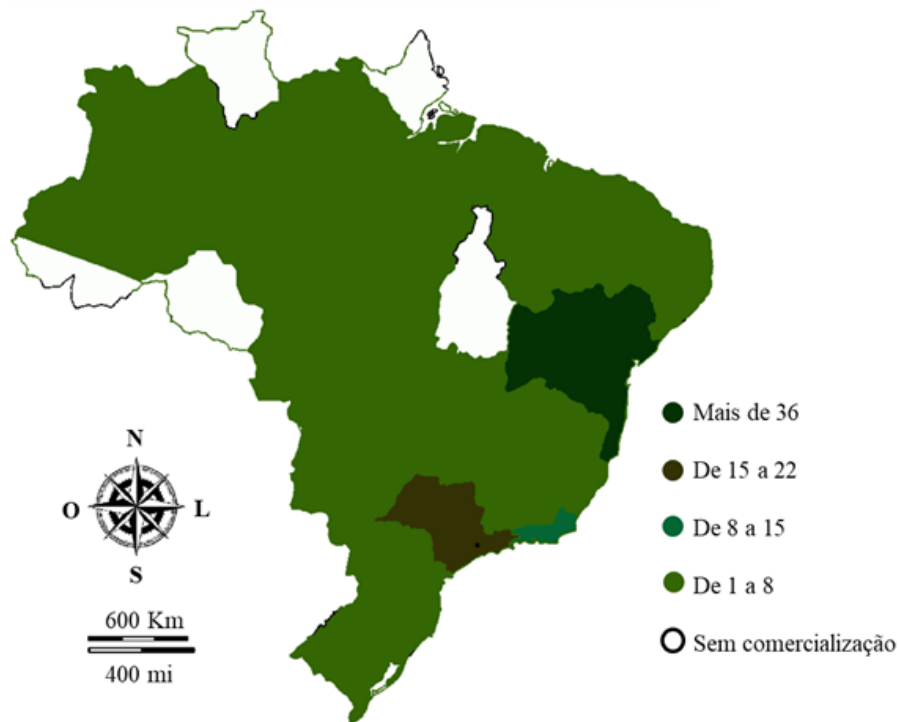 Mais de 36
N
De 15 a 22
O
L
De 8 a 15
S
De 1 a 8
600 Km
Sem comercialização
400 mi